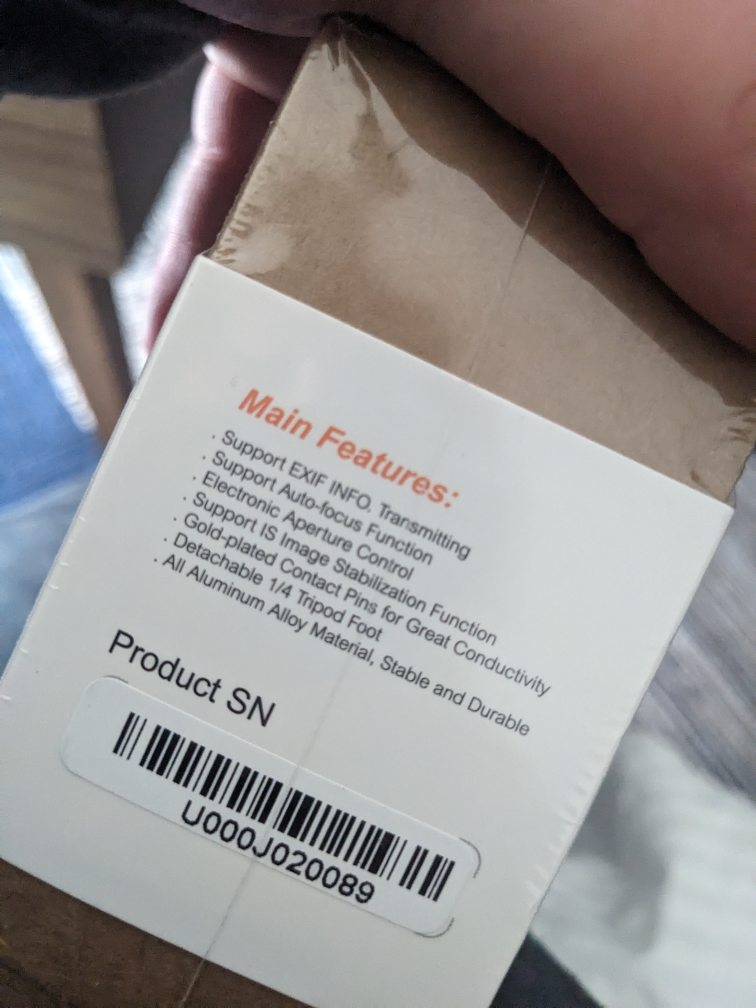 Main Features:
· Support EXIF INFO. Transmitting
· Support Auto-focus Function
· Electronic Aperture Control
· Support IS Image Stabilization Function
· Gold-plated Contact Pins for Great Conductivity
· Detachable 1/4 Tripod Foot
· All Aluminum Alloy Material, Stable and Durable
Product SN
U000J020089